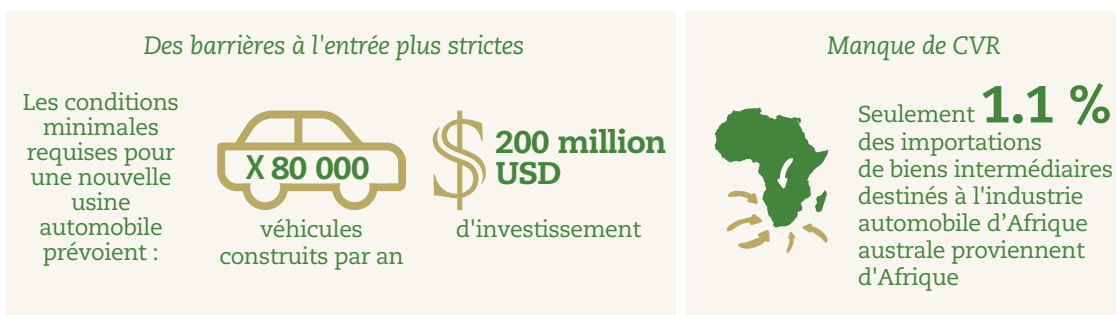 Des barrières à l'entrée plus strictes
Les conditions
minimales
requises pour
une nouvelle
usine
automobile
prévoient :
X 80 000
véhicules
construits par an
$
200 million
USD
d'investissement
Manque de CVR
Seulement 1.1 %
des importations
de biens intermédiaires
destinés à l'industrie
automobile d’Afrique
australe proviennent
d'Afrique